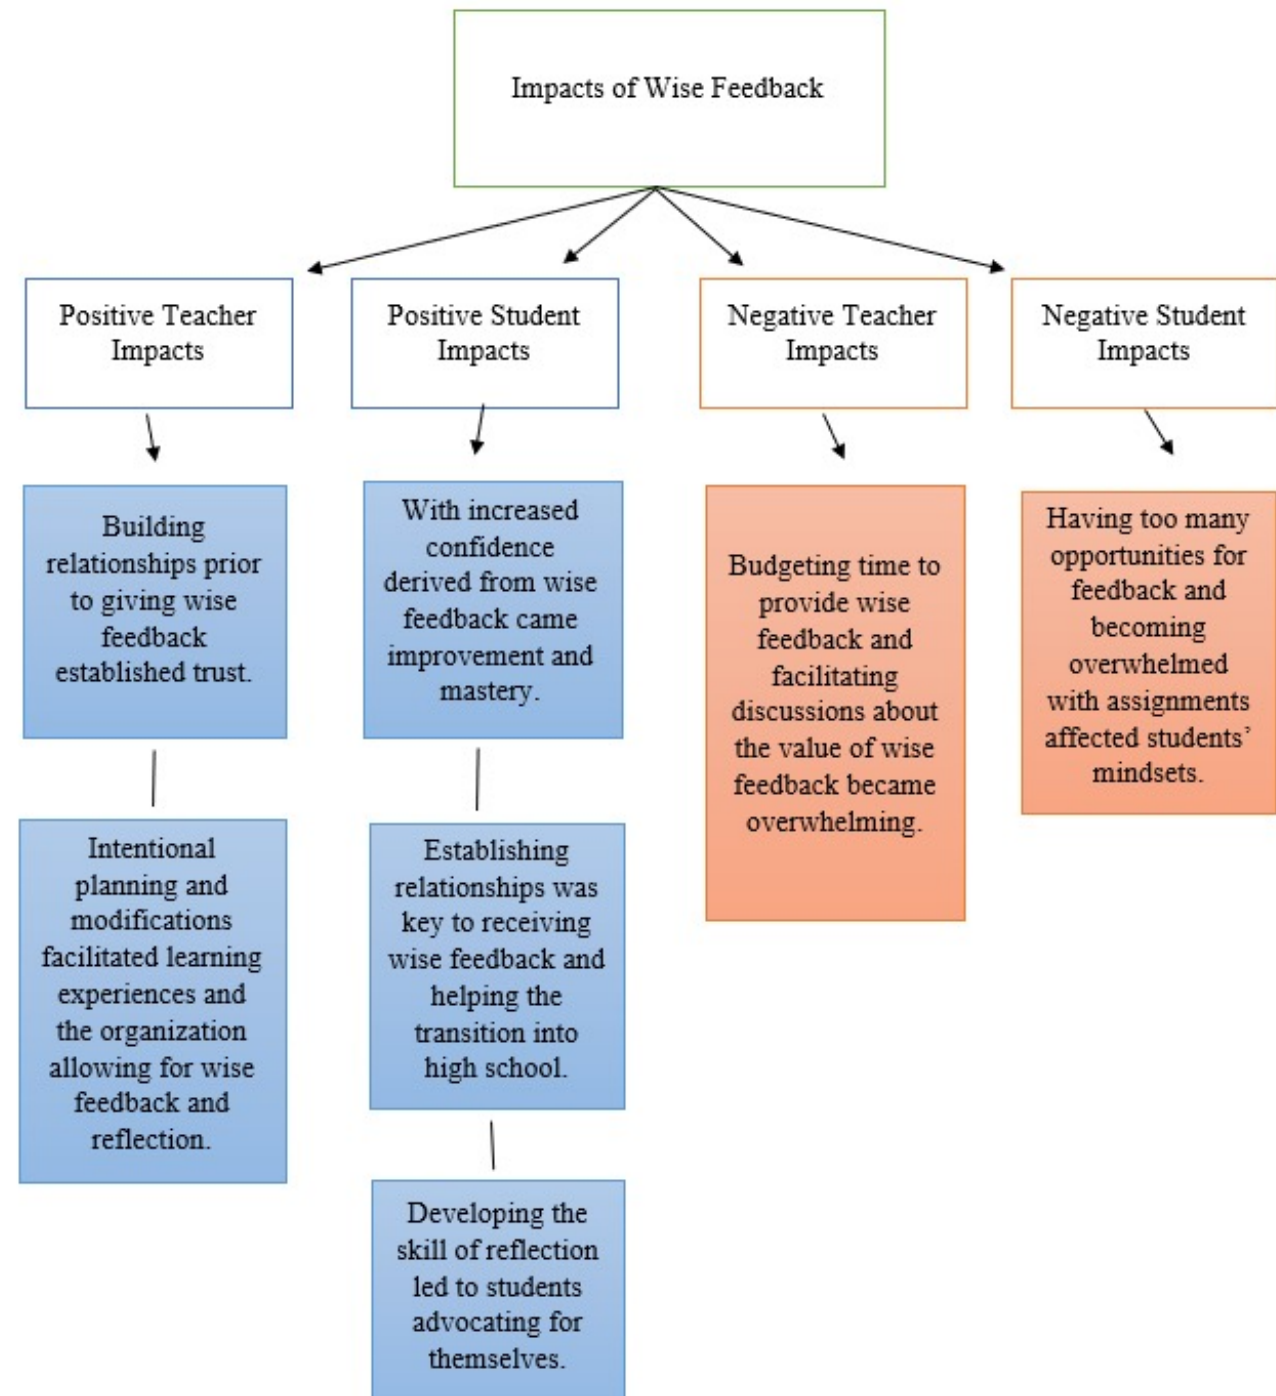 Impacts of Wise Feedback
Positive Teacher
Impacts
Positive Student
Impacts
Negative Teacher
Impacts
Negative Student
Impacts
Building
relationships prior
to giving wise
feedback
established trust.
Intentional
planning and
modifications
facilitated learning
experiences and
the organization
allowing for wise
feedback and
reflection.
With increased
confidence
derived from wise
feedback came
improvement and
mastery.
Establishing
relationships was
key to receiving
wise feedback and
helping the
transition into
high school.
Developing the
skill of reflection
led to students
advocating for
themselves.
Budgeting time to
provide wise
feedback and
facilitating
discussions about
the value of wise
feedback became
overwhelming.
Having too many
opportunities for
feedback and
becoming
overwhelmed
with assignments
affected students’
mindsets.